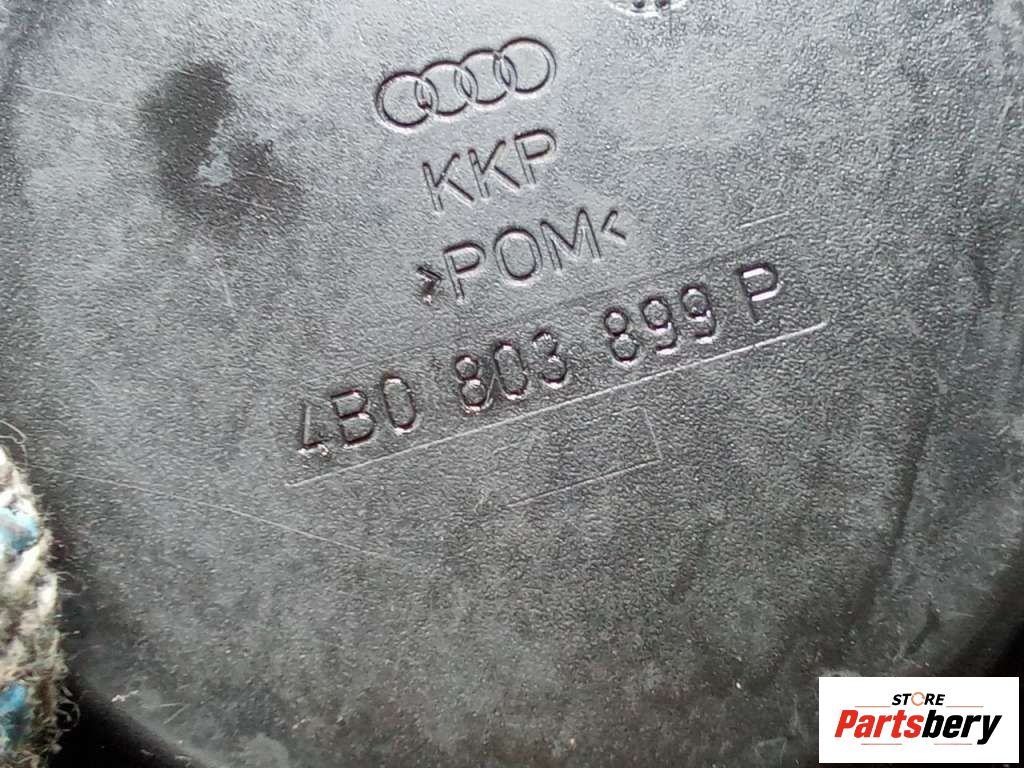 KKP
>POM<
4B0 803 899 P
STORE
Partsbery